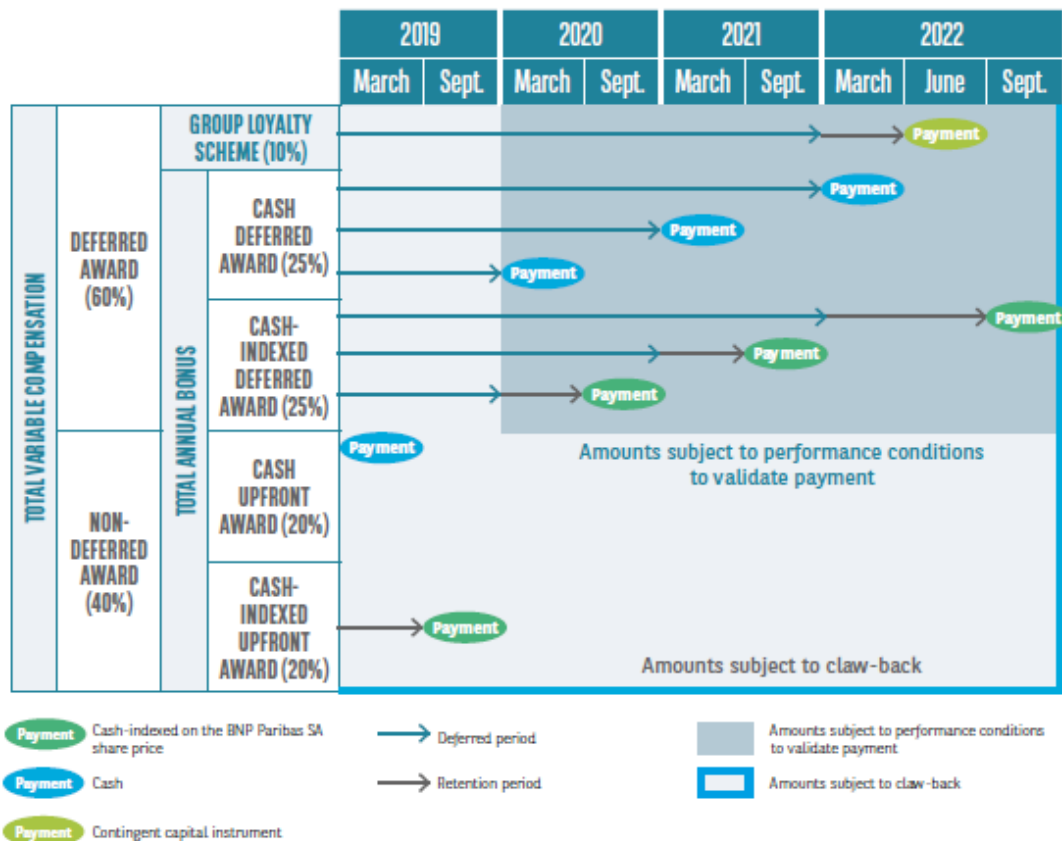 2019 2020 2021 2022
March Sept. March Sept. March Sept. March June Sept.
TOTAL VARIABLE COMPENSATION
DEFERRED
AWARD
(60%)
GROUP LOYALTY
SCHEME (10%)
Payment
TOTAL ANNUAL BONUS
CASH
DEFERRED
AWARD (25%)
Payment
Payment
Payment
CASH-
INDEXED
DEFERRED
AWARD (25%)
Payment
Payment
Payment
NON-
DEFERRED
AWARD
(40%)
CASH
UPFRONT
AWARD (20%)
Payment
Amounts subject to performance conditions
to validate payment
CASH-
INDEXED
UPFRONT
AWARD (20%)
Payment
Amounts subject to claw-back
Payment Cash-indexed on the BNP Paribas SA
share price
Deferred period
Amounts subject to performance conditions
to validate payment
Payment Cash
Retention period
Amounts subject to claw-back
Payment Contingent capital instrument